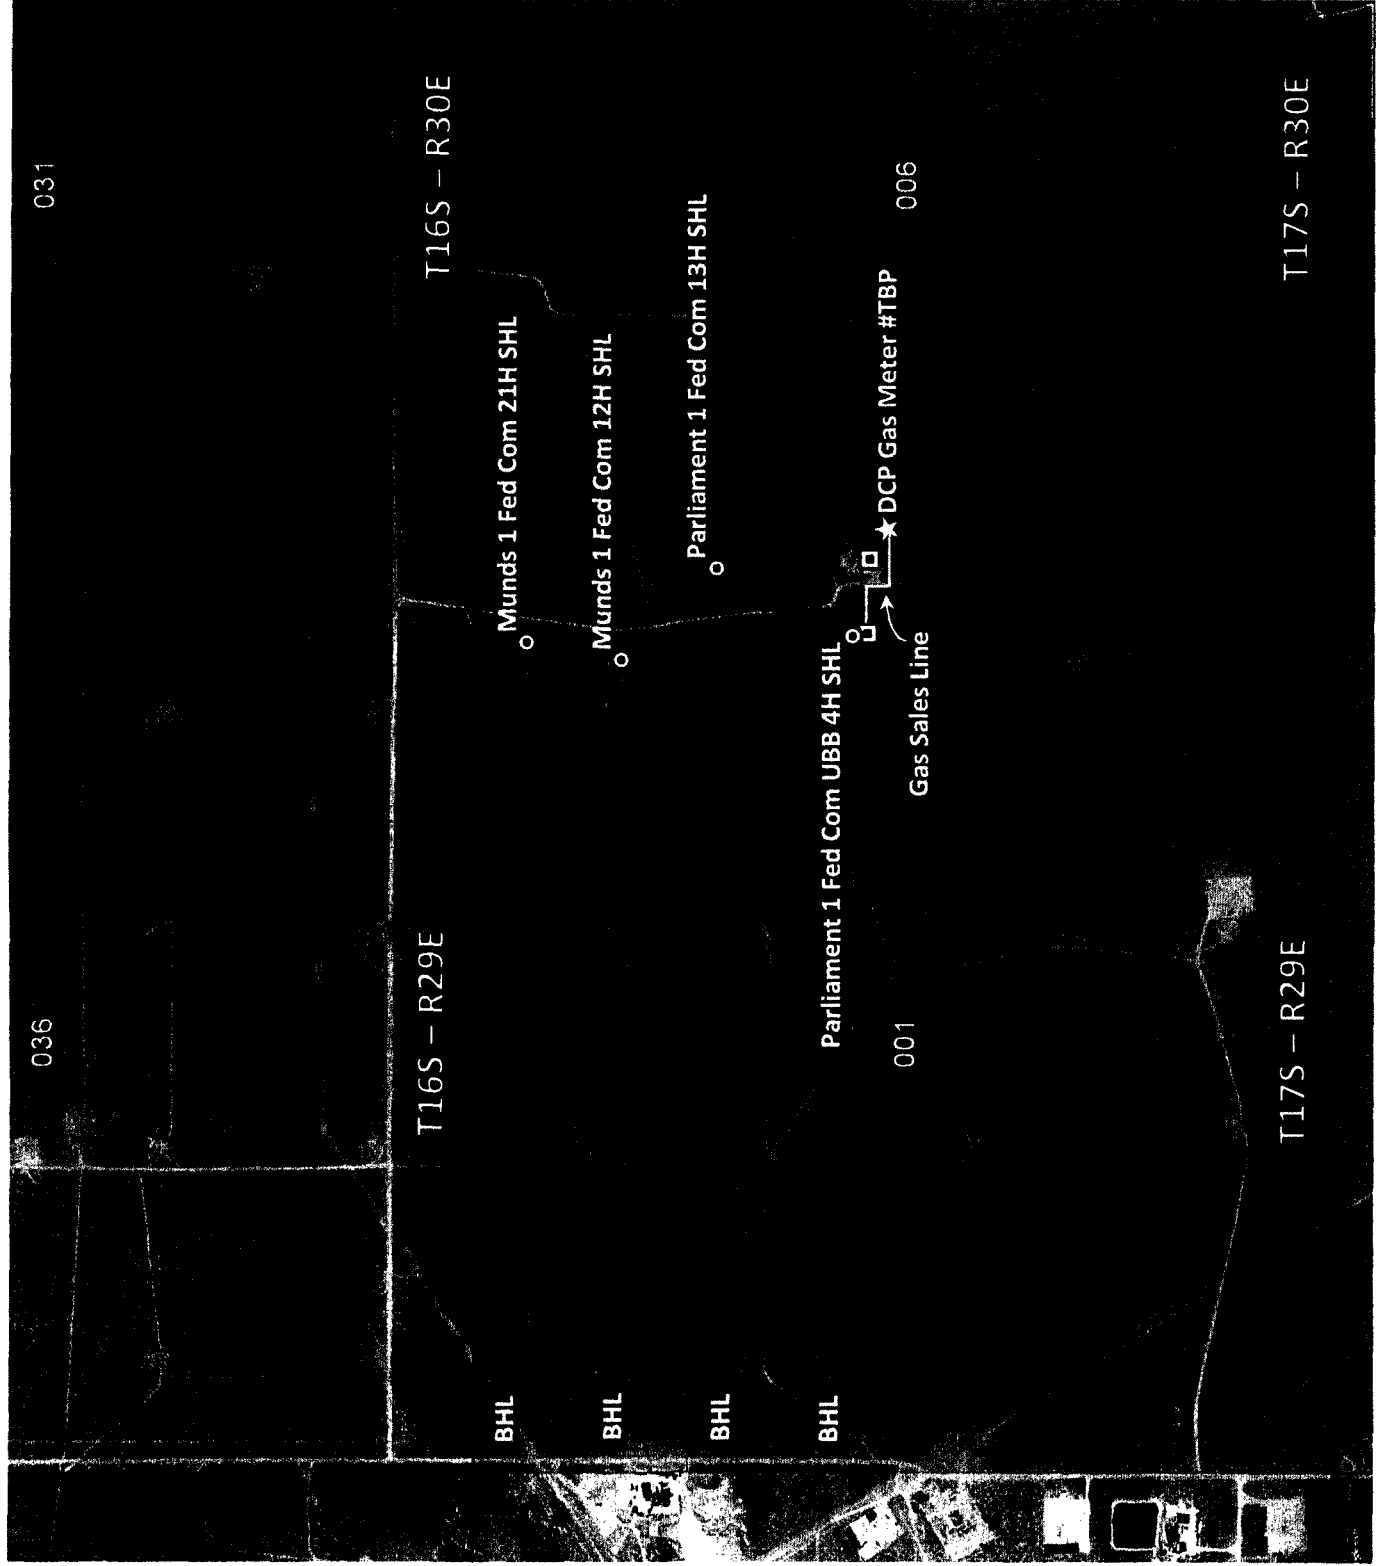 036
031
T16S – R29E
T16S – R30E
Munds 1 Fed Com 21H SHL
Munds 1 Fed Com 12H SHL
Parliament 1 Fed Com 13H SHL
Parliament 1 Fed Com UBB 4H SHL
DCP Gas Meter #TBP
Gas Sales Line
BHL
BHL
BHL
BHL
001
006
T17S – R29E
T17S – R30E